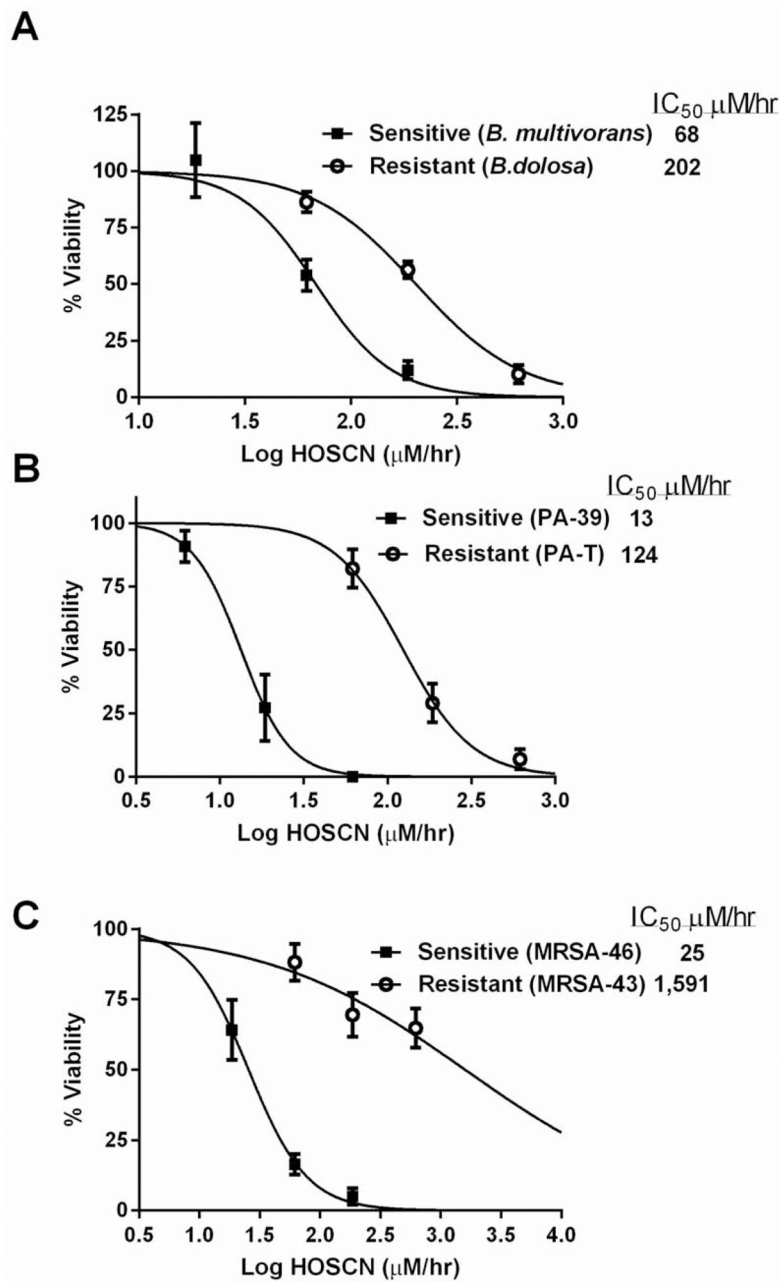 A
IC50 μM/hr
125
Sensitive (B. multivorans) 68
100
Resistant (B.dolosa) 202
75
50
25
0
% Viability
1.0 1.5 2.0 2.5 3.0
Log HOSCN (μM/hr)
B
IC50 μM/hr
100
Sensitive (PA-39) 13
Resistant (PA-T) 124
75
50
25
0
% Viability
0.5 1.0 1.5 2.0 2.5 3.0
Log HOSCN (μM/hr)
C
IC50 μM/hr
100
Sensitive (MRSA-46) 25
Resistant (MRSA-43) 1,591
75
50
25
0
% Viability
0.5 1.0 1.5 2.0 2.5 3.0 3.5 4.0
Log HOSCN (μM/hr)